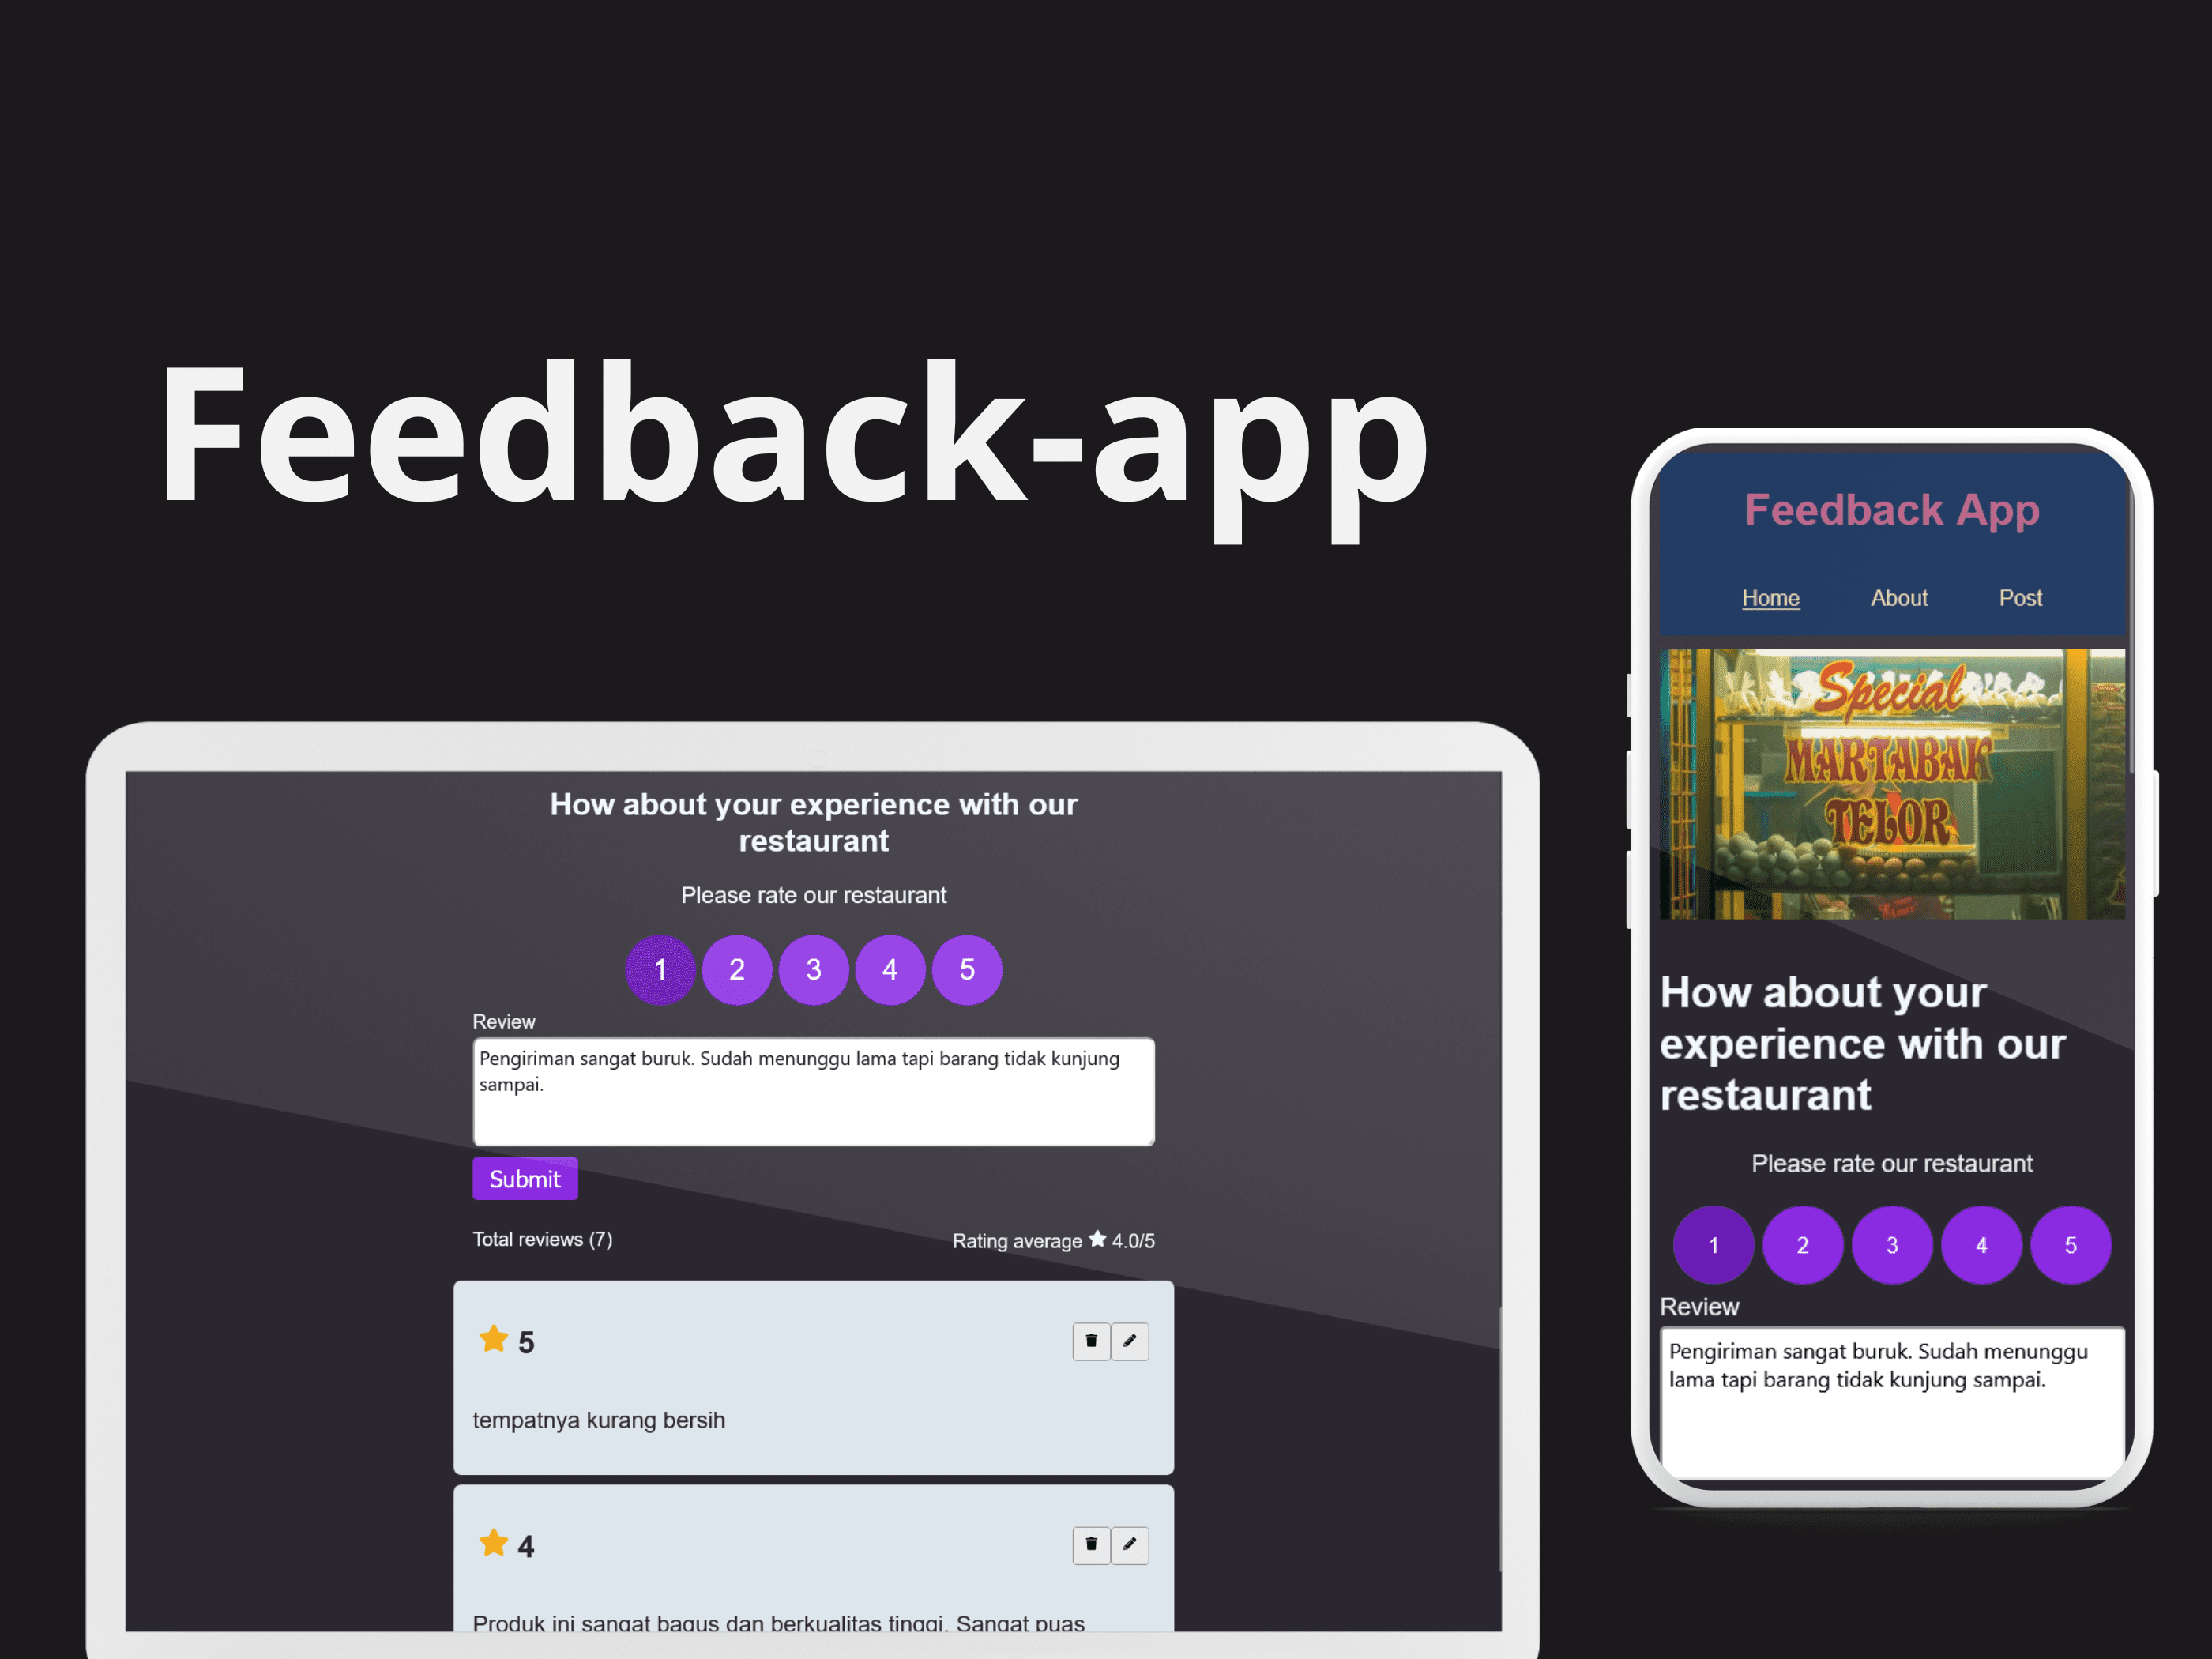 Feedback-app
How about your experience with our
restaurant
Please rate our restaurant
1 2 3 4 5
Review
Pengiriman sangat buruk. Sudah menunggu lama tapi barang tidak kunjung
sampai.
Submit
Total reviews (7)
Rating average 4.0/5
5
tempatnya kurang bersih
4
Produk ini sangat bagus dan berkualitas tinggi. Sangat puas
Feedback App
Home About Post
Special
MARTABAK
TELOR
How about your
experience with our
restaurant
Please rate our restaurant
1 2 3 4 5
Review
Pengiriman sangat buruk. Sudah menunggu
lama tapi barang tidak kunjung sampai.